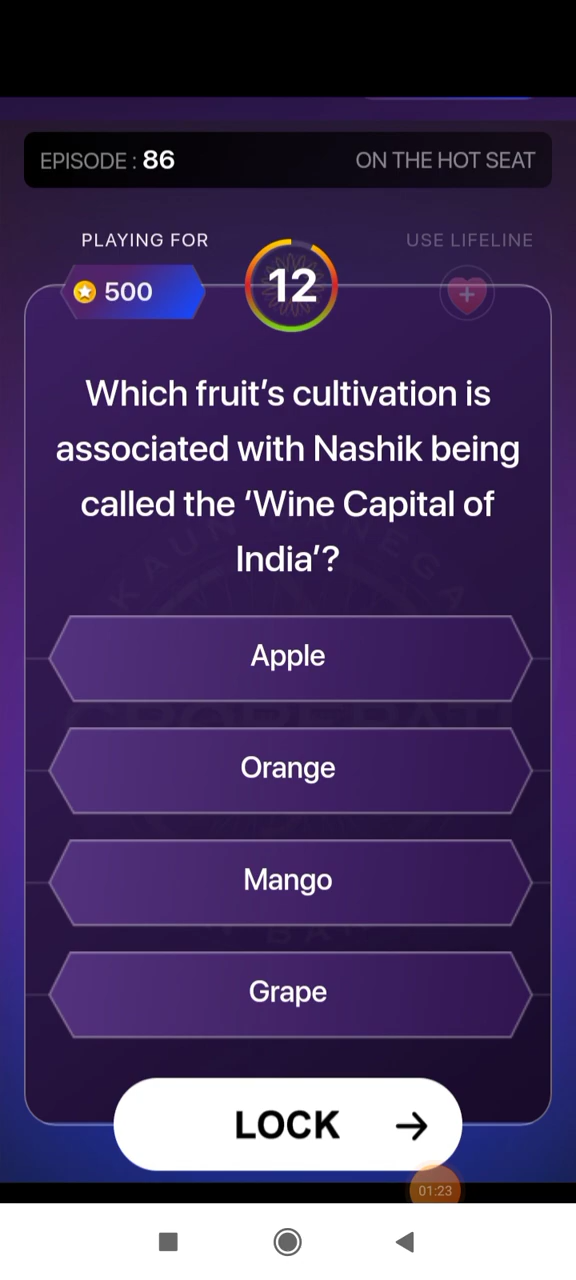 EPISODE : 86
ON THE HOT SEAT
PLAYING FOR
USE LIFELINE
500
12
Which fruit’s cultivation is
associated with Nashik being
called the ‘Wine Capital of
India’?
Apple
Orange
Mango
Grape
LOCK
01:23